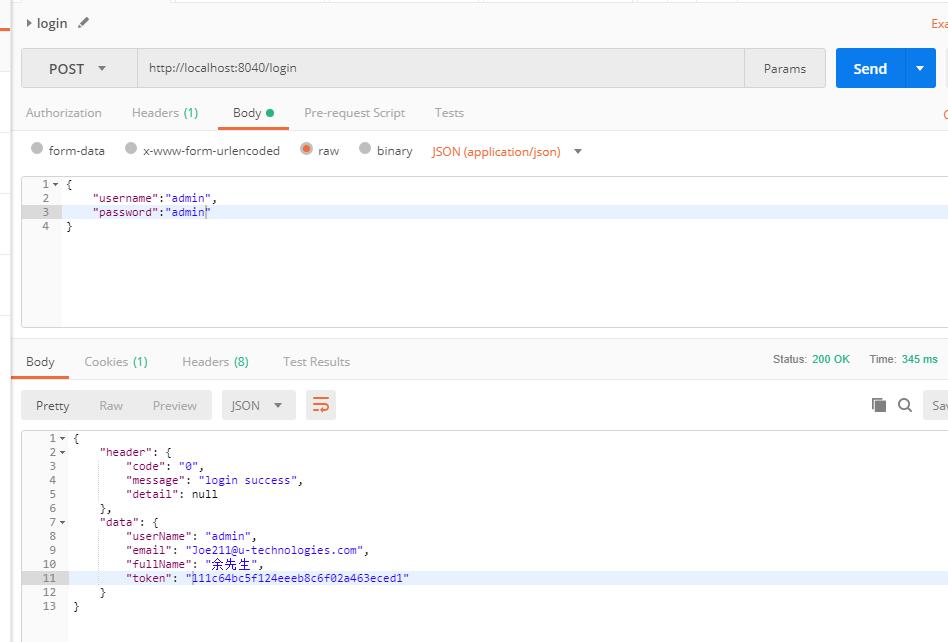 login
Exa
POST http://localhost:8040/login Params Send
Authorization Headers (1) Body Pre-request Script Tests
form-data x-www-form-urlencoded raw binary JSON (application/json)
1 {
2 "username":"admin",
3 "password":"admin"
4 }
Body Cookies (1) Headers (8) Test Results Status: 200 OK Time: 345 ms
Pretty Raw Preview JSON Sav
1 {
2 "header": {
3 "code": "0",
4 "message": "login success",
5 "detail": null
6 },
7 "data": {
8 "userName": "admin",
9 "email": "Joe211@u-technologies.com",
10 "fullName": "余先生",
11 "token": "111c64bc5f124eeeb8c6f02a463eced1"
12 }
13 }